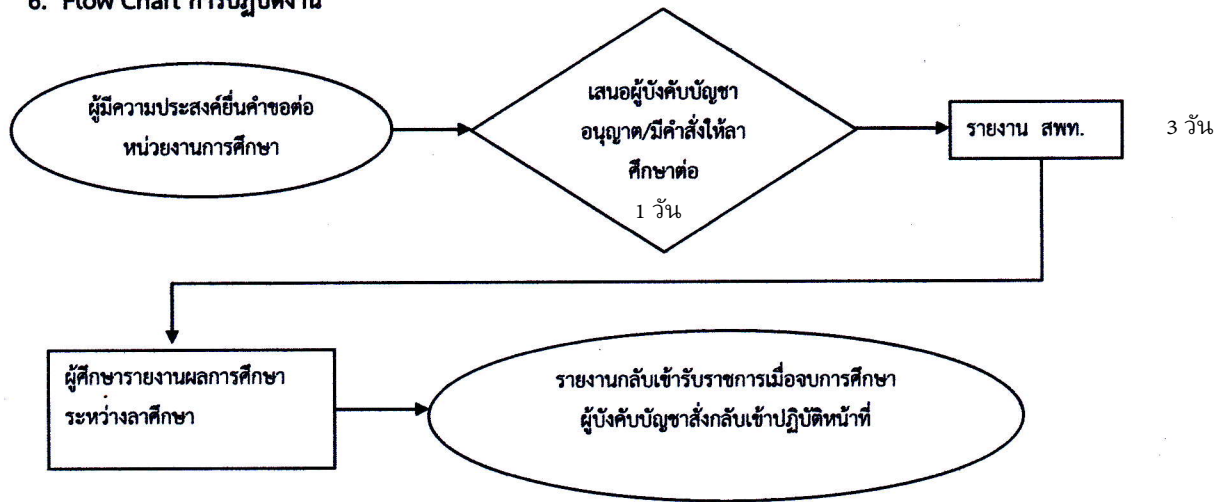 6. Flow Chart การปฏิบัติงาน
ผู้มีความประสงค์ยื่นคำขอต่อ
หน่วยงานการศึกษา
เสนอผู้บังคับบัญชา
อนุญาต/มีคำสั่งให้ลา
ศึกษาต่อ
1 วัน
รายงาน สพท.
3 วัน
ผู้ศึกษารายงานผลการศึกษา
ระหว่างลาศึกษา
รายงานกลับเข้ารับราชการเมื่อจบการศึกษา
ผู้บังคับบัญชาสั่งกลับเข้าปฏิบัติหน้าที่